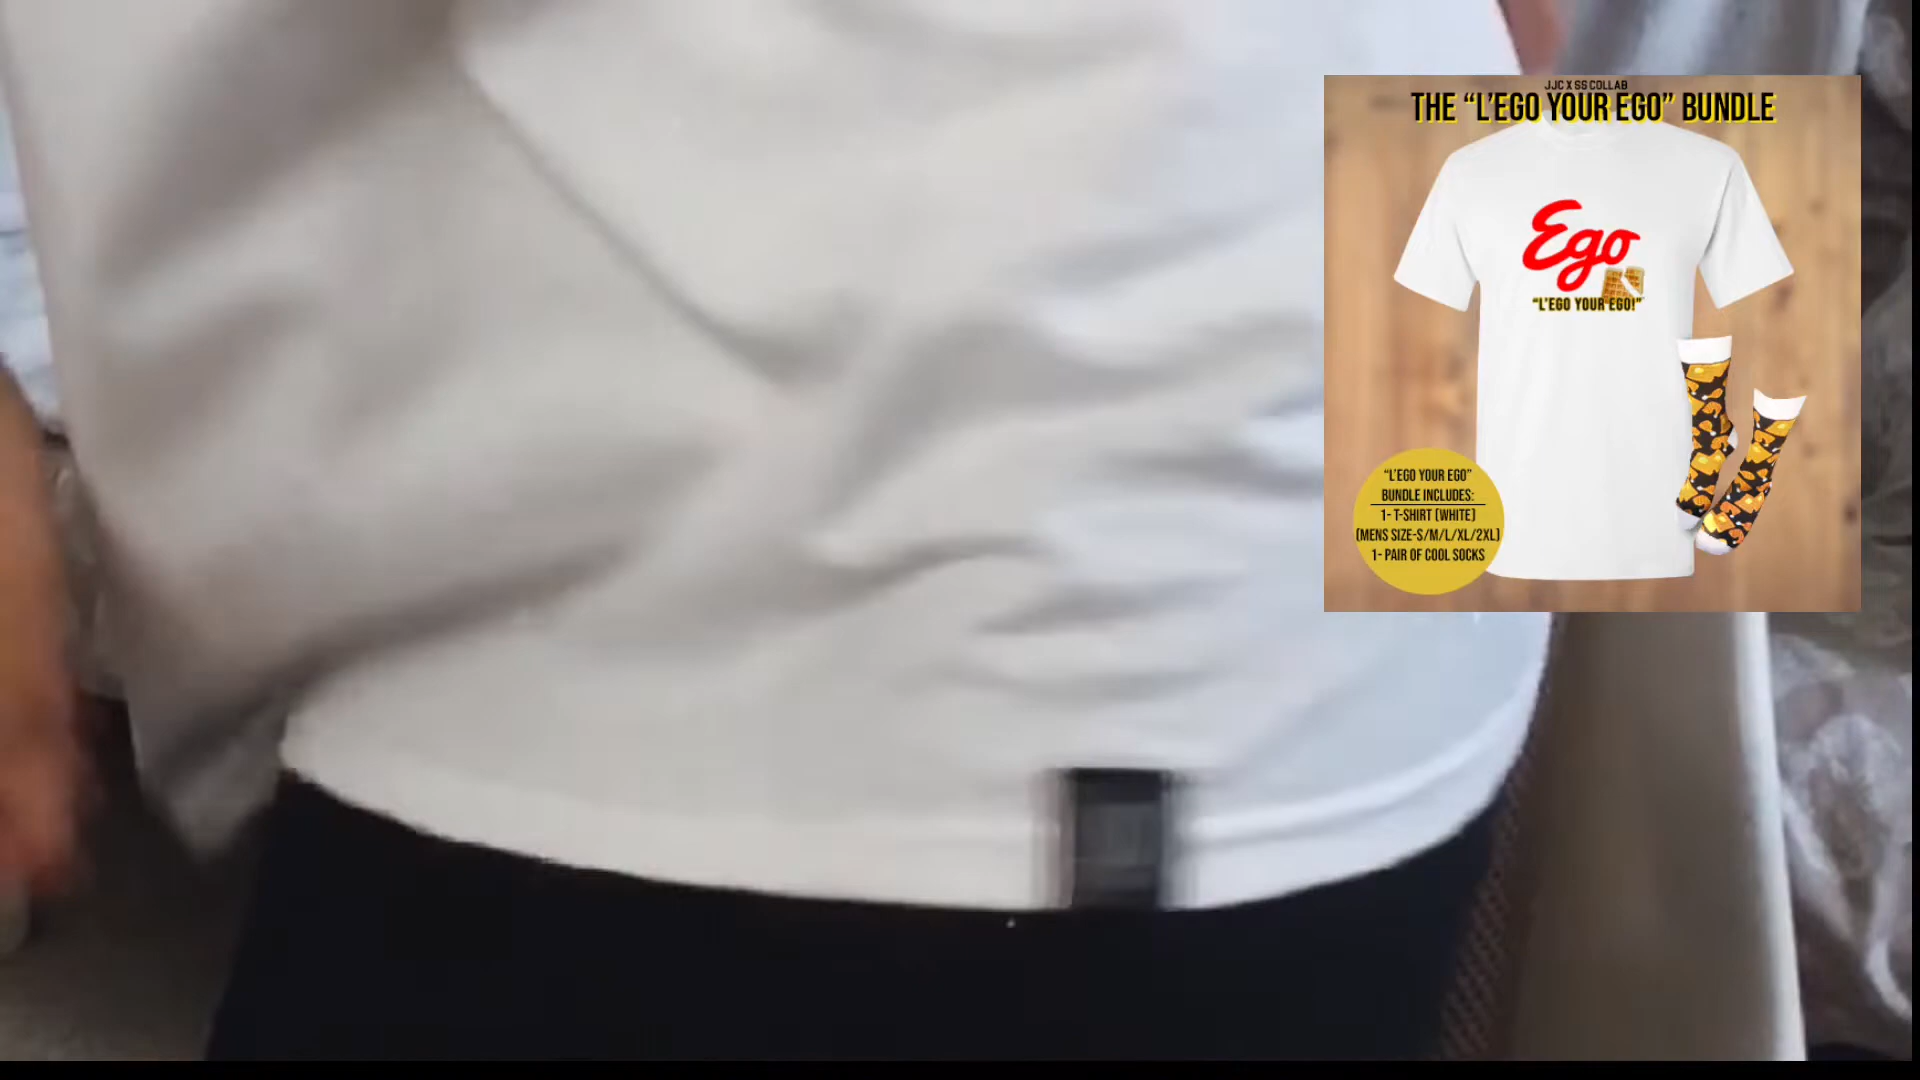 JJC X SS COLLAB
THE “L’EGO YOUR EGO” BUNDLE
Ego
“L’EGO YOUR EGO!”
“L’EGO YOUR EGO”
BUNDLE INCLUDES:
1- T-SHIRT (WHITE)
(MENS SIZE-S/M/L/XL/2XL)
1- PAIR OF COOL SOCKS